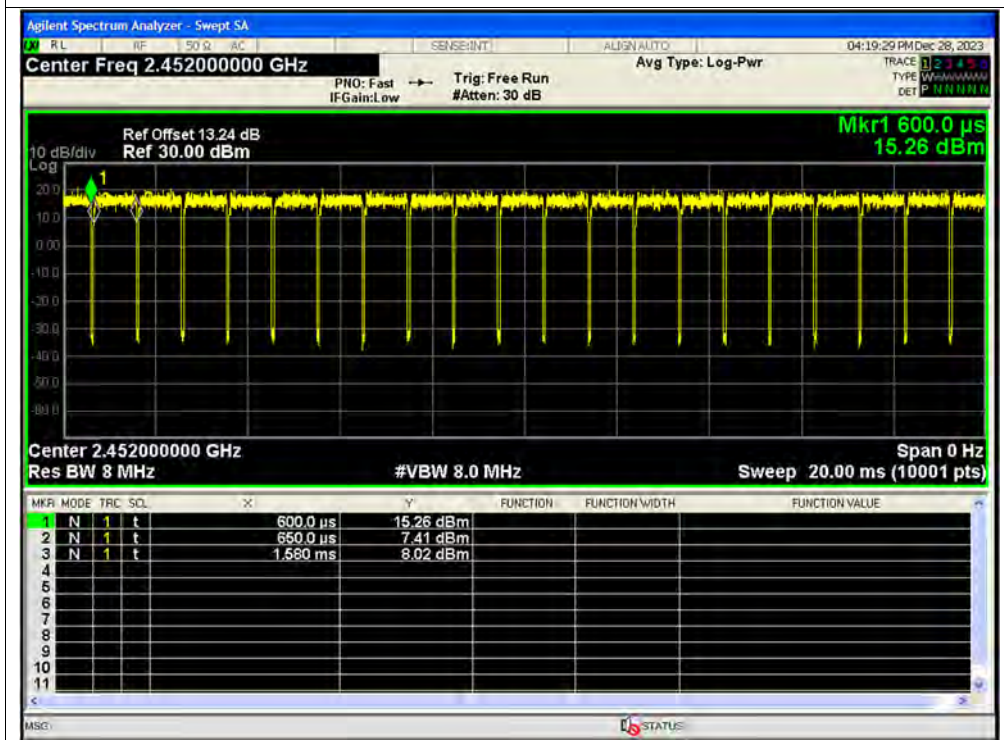 Agilent Spectrum Analyzer - Swept SA
RL RF 50 Ω AC SENSE:INT ALIGN AUTO 04:19:29 PM Dec 28, 2023
Center Freq 2.452000000 GHz
PNO: Fast
IFGain:Low
Trig: Free Run
#Atten: 30 dB
Avg Type: Log-Pwr
TRACE 1 2 3 4 5 6
TYPE W
DET P N N N N N
Mkr1 600.0 µs
15.26 dBm
Ref Offset 13.24 dB
10 dB/div Ref 30.00 dBm
Log
1
20.0
10.0
0.00
-10.0
-20.0
-30.0
-40.0
-50.0
-60.0
Center 2.452000000 GHz Span 0 Hz
Res BW 8 MHz #VBW 8.0 MHz Sweep 20.00 ms (10001 pts)
MKR MODE TRC SCL X Y FUNCTION FUNCTION WIDTH FUNCTION VALUE
1 N 1 t 600.0 µs 15.26 dBm
2 N 1 t 650.0 µs 7.41 dBm
3 N 1 t 1.580 ms 8.02 dBm
4
5
6
7
8
9
10
11
MSG STATUS